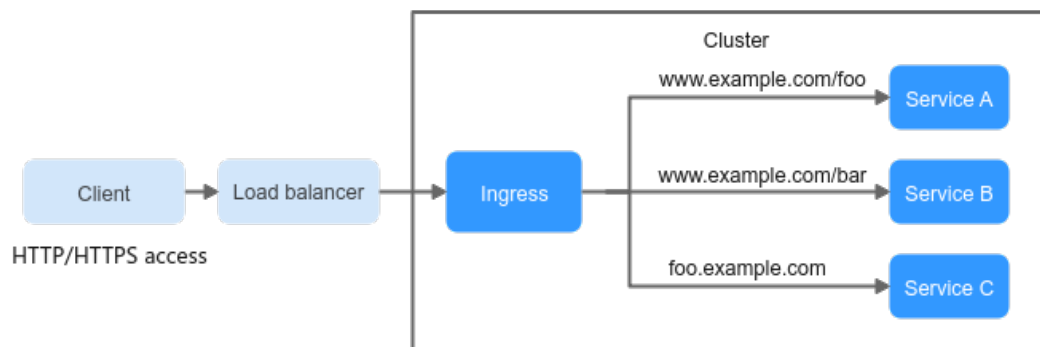 Cluster
www.example.com/foo
Service A
Client
Load balancer
Ingress
www.example.com/bar
Service B
HTTP/HTTPS access
foo.example.com
Service C